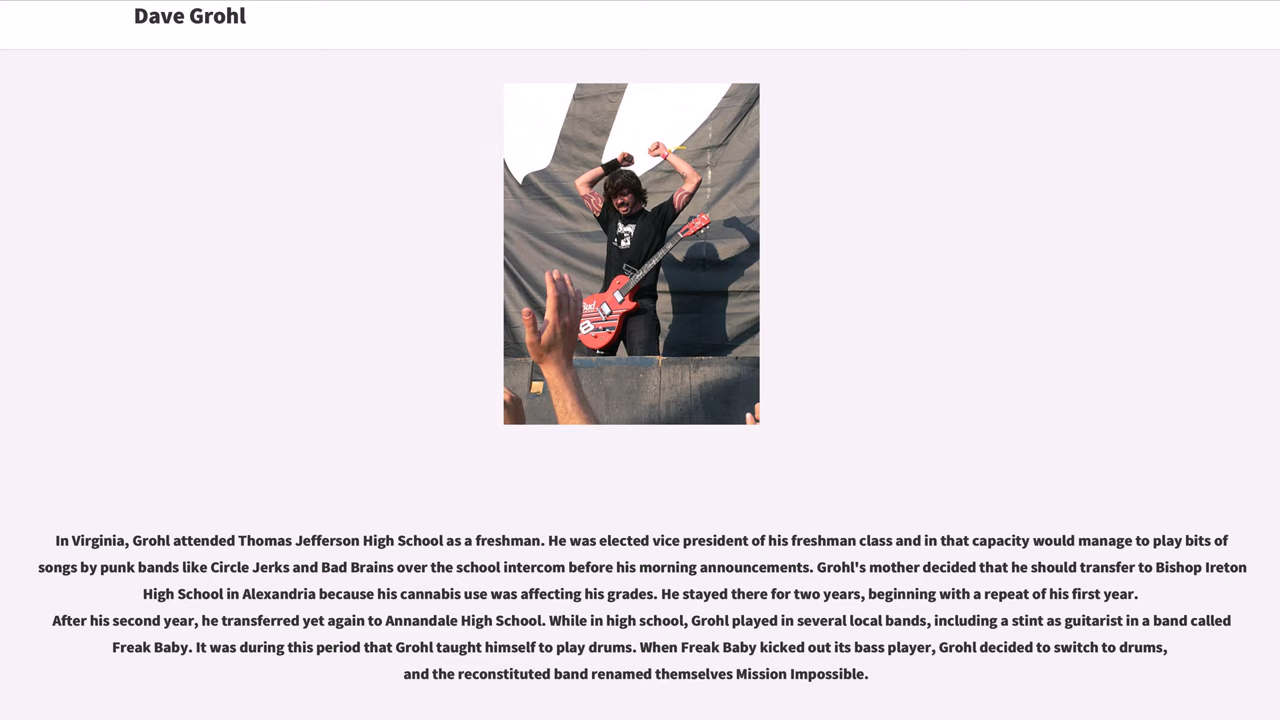 Dave Grohl
Bud
8
In Virginia, Grohl attended Thomas Jefferson High School as a freshman. He was elected vice president of his freshman class and in that capacity would manage to play bits of
songs by punk bands like Circle Jerks and Bad Brains over the school intercom before his morning announcements. Grohl's mother decided that he should transfer to Bishop Ireton
High School in Alexandria because his cannabis use was affecting his grades. He stayed there for two years, beginning with a repeat of his first year.
After his second year, he transferred yet again to Annandale High School. While in high school, Grohl played in several local bands, including a stint as guitarist in a band called
Freak Baby. It was during this period that Grohl taught himself to play drums. When Freak Baby kicked out its bass player, Grohl decided to switch to drums,
and the reconstituted band renamed themselves Mission Impossible.